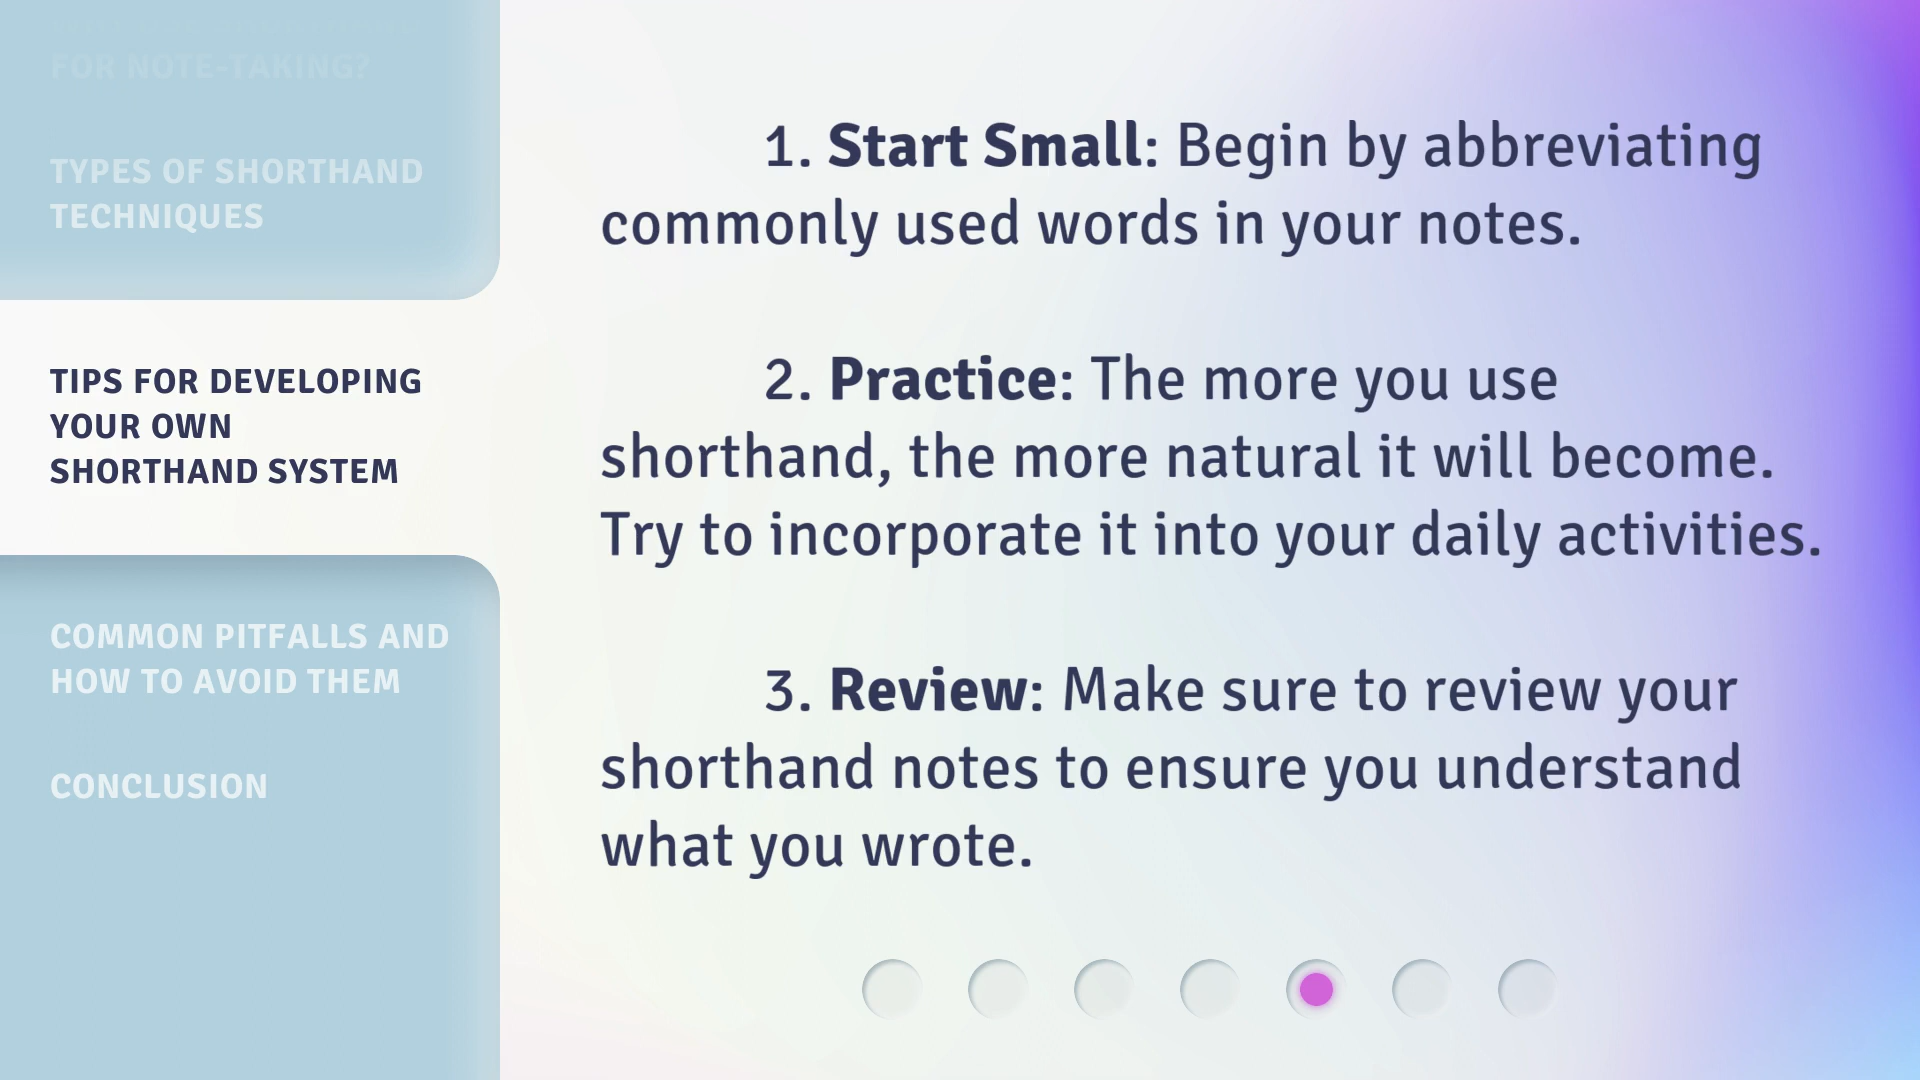 FOR NOTE-TAKING?
TYPES OF SHORTHAND
TECHNIQUES
TIPS FOR DEVELOPING
YOUR OWN
SHORTHAND SYSTEM
COMMON PITFALLS AND
HOW TO AVOID THEM
CONCLUSION
1. Start Small: Begin by abbreviating
commonly used words in your notes.
2. Practice: The more you use
shorthand, the more natural it will become.
Try to incorporate it into your daily activities.
3. Review: Make sure to review your
shorthand notes to ensure you understand
what you wrote.